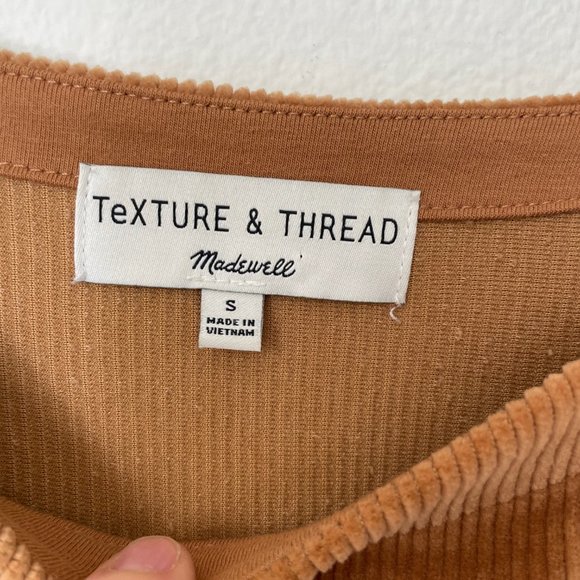 TeXTURE & THREAD
Madewell
S
MADE IN
VIETNAM